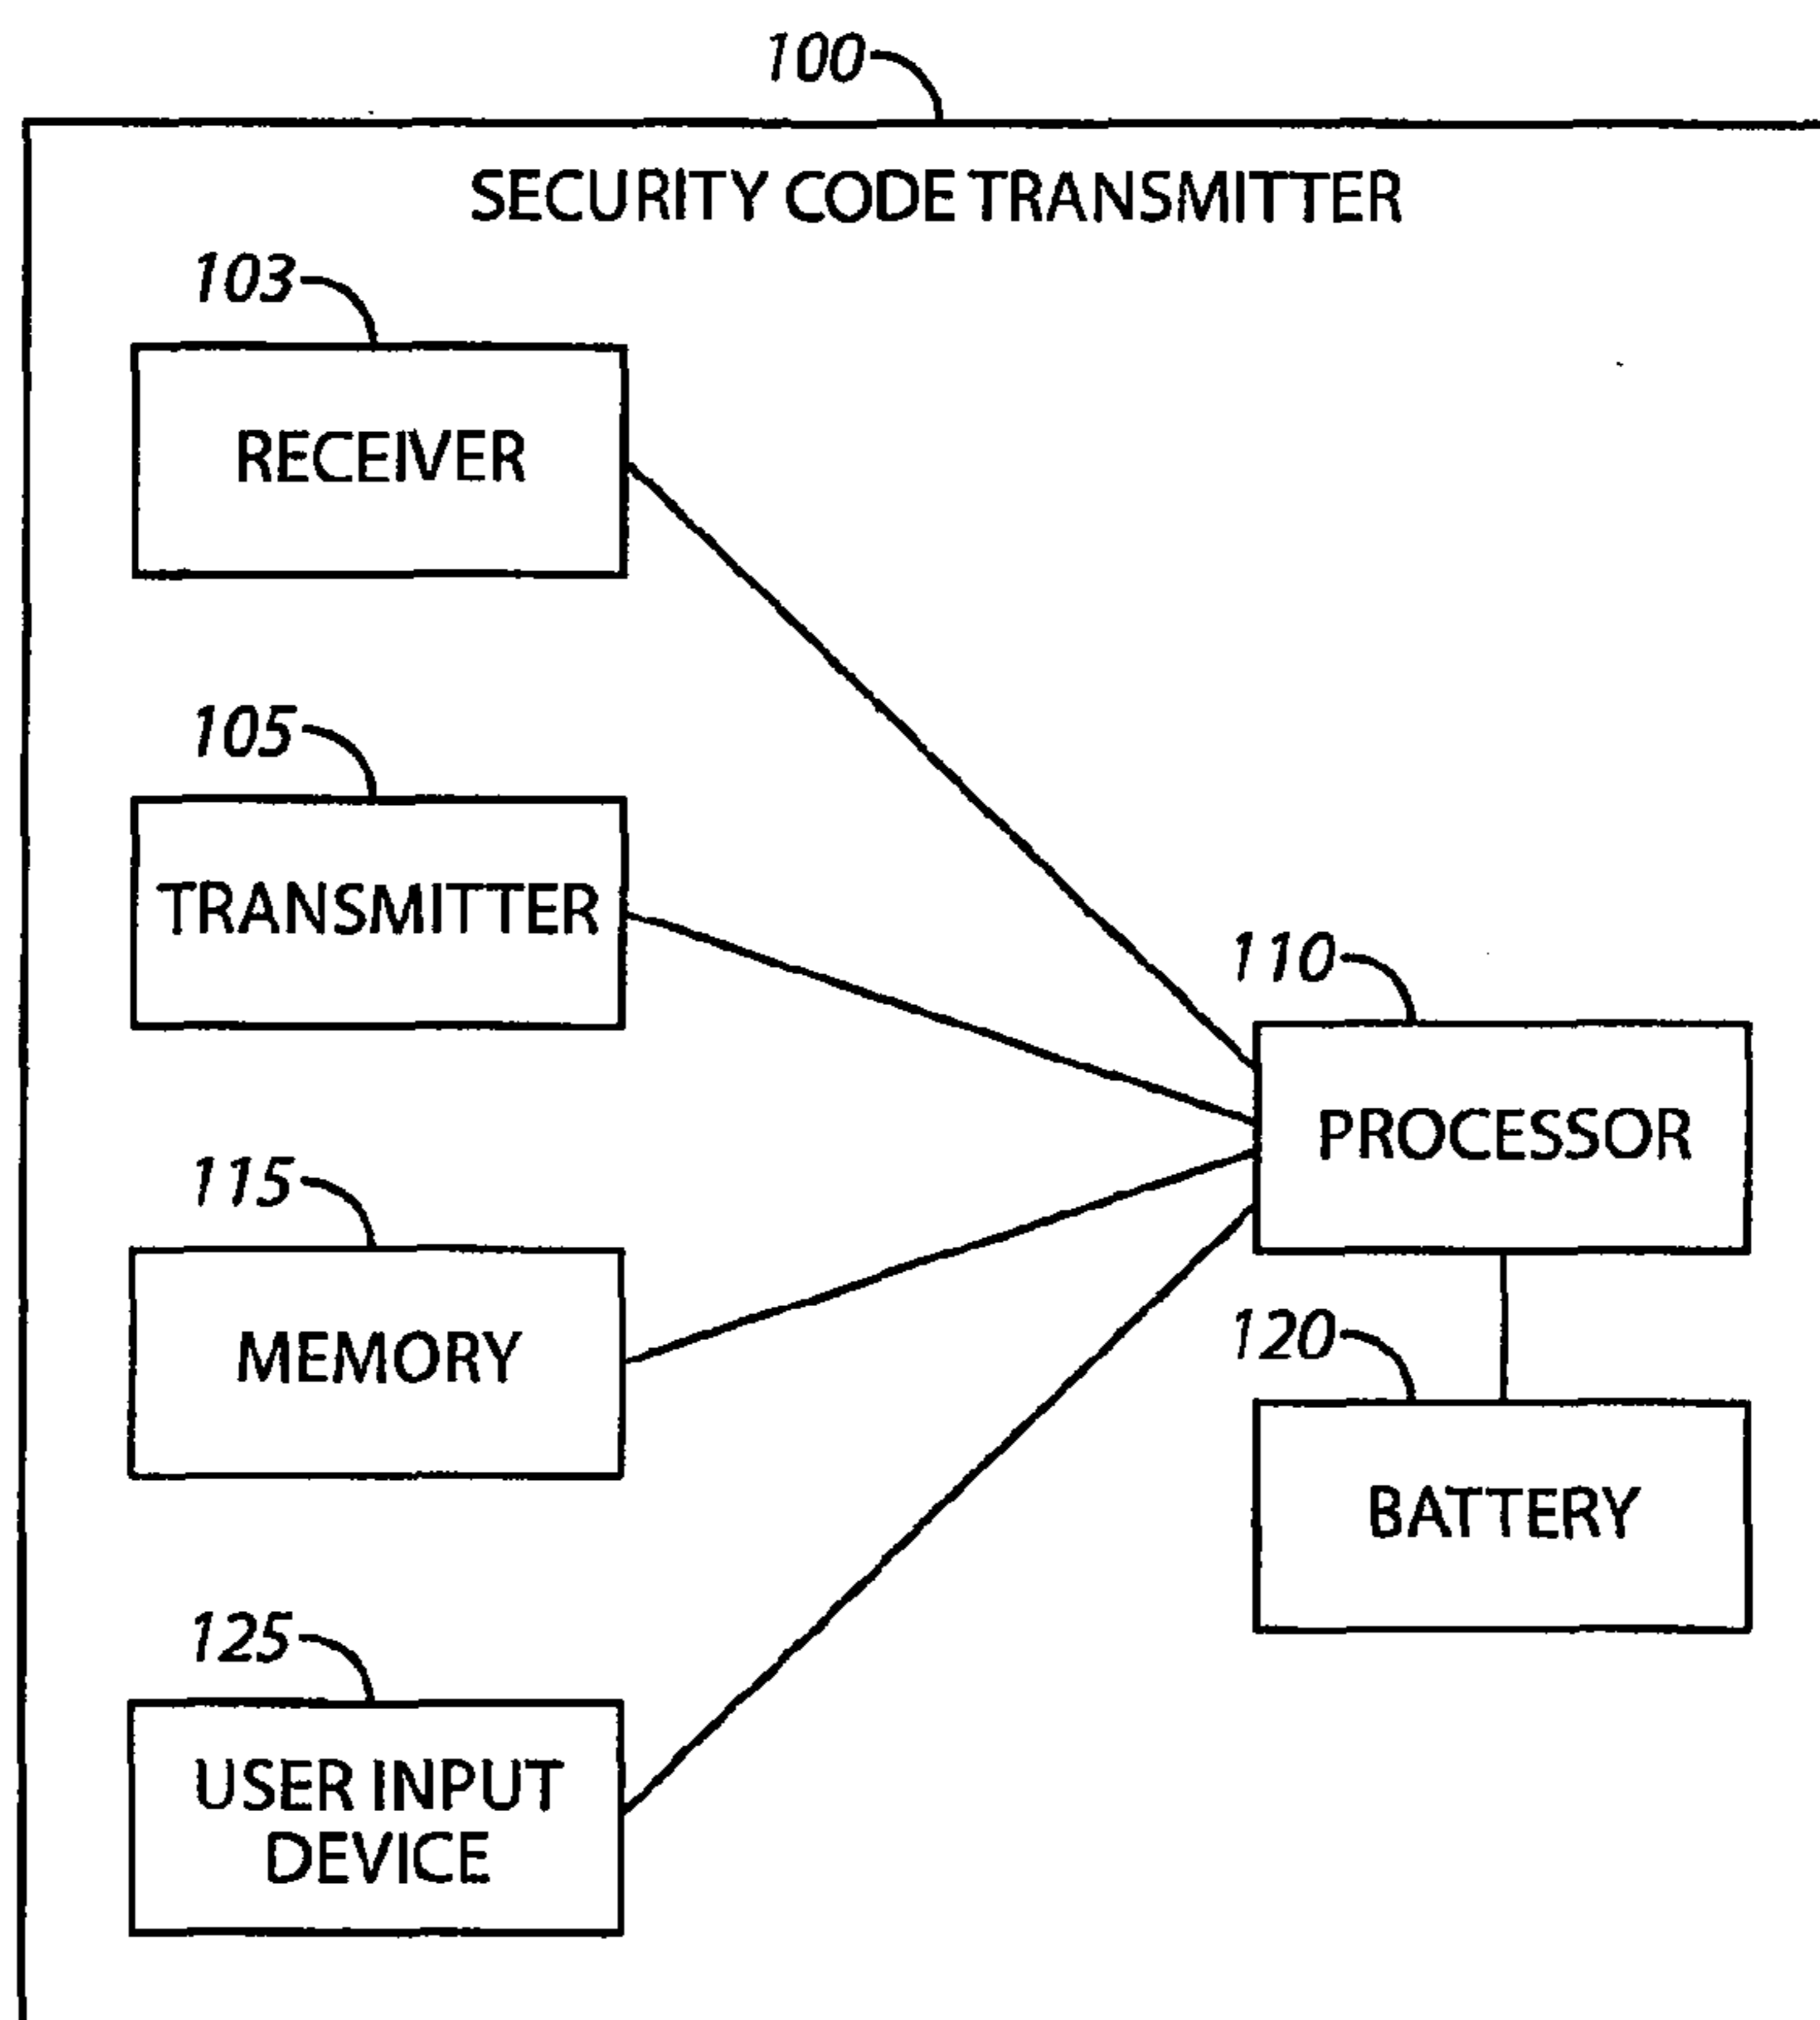 100
SECURITY CODE TRANSMITTER
103
RECEIVER
105
TRANSMITTER
110
PROCESSOR
115
MEMORY
120
BATTERY
125
USER INPUT
DEVICE